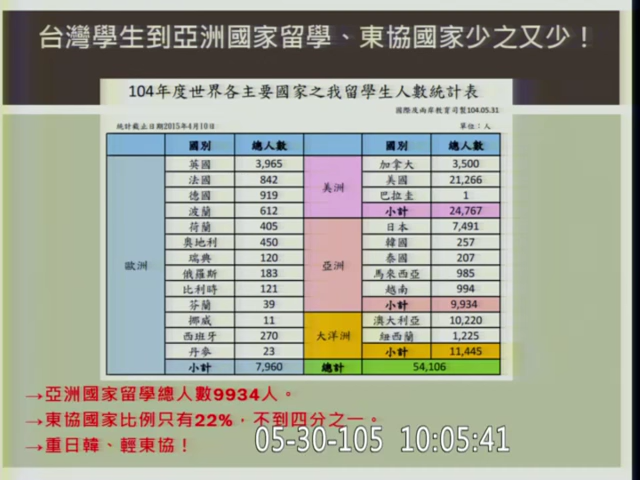 台灣學生到亞洲國家留學、東協國家少之又少！
104年度世界各主要國家之我留學生人數統計表
國際及兩岸教育司製104.05.31
統計截止日期2015年4月10日 單位：人
國別 總人數 國別 總人數
歐洲 英國 3,965 美洲 加拿大 3,500
法國 842 美國 21,266
德國 919 巴拉圭 1
波蘭 612 小計 24,767
荷蘭 405 亞洲 日本 7,491
奧地利 450 韓國 257
瑞典 120 泰國 207
俄羅斯 183 馬來西亞 985
比利時 121 越南 994
芬蘭 39 小計 9,934
挪威 11 大洋洲 澳大利亞 10,220
西班牙 270 紐西蘭 1,225
丹麥 23 小計 11,445
小計 7,960 總計 54,106
→亞洲國家留學總人數9934人。
→東協國家比例只有22%，不到四分之一。
→重日韓、輕東協！
05-30-105 10:05:41